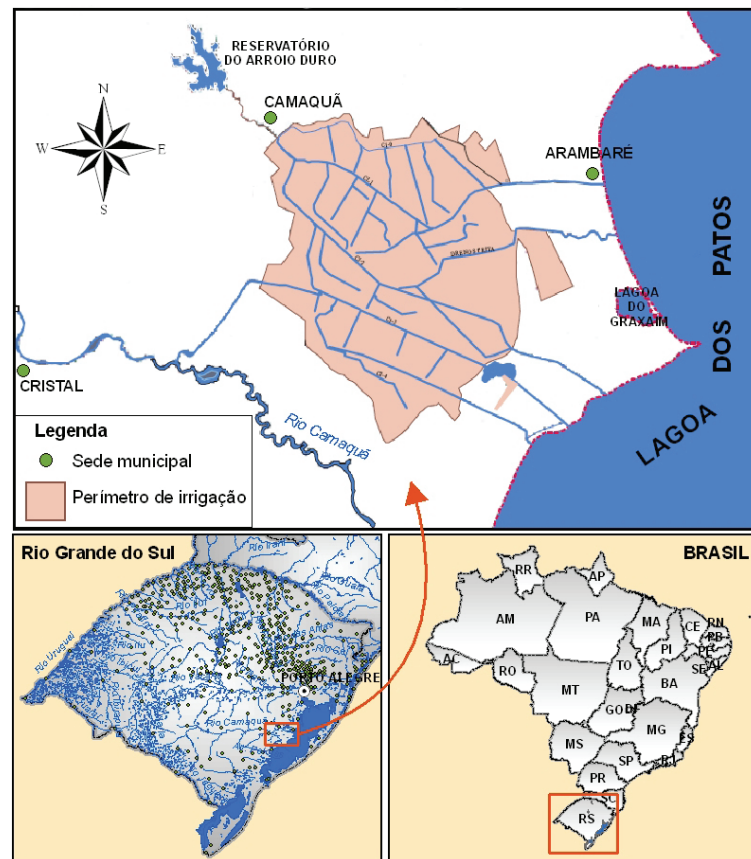 RESERVATÓRIO
DO ARROIO DURO
CAMAQUÃ
N
W
E
S
ARAMBARÉ
LAGOA
DO
GRAXAIM
LAGOA DOS PATOS
CRISTAL
Rio Camaquã
Legenda
Sede municipal
Perímetro de irrigação
Rio Grande do Sul
Rio Uruguai
PORTO ALEGRE
Rio Camaquã
BRASIL
RR
AP
AM
PA
MA
CE
RN
PB
PE
AL
SE
PI
AC
RO
TO
BA
MT
GO
DF
MG
ES
MS
SP
RJ
PR
SC
RS